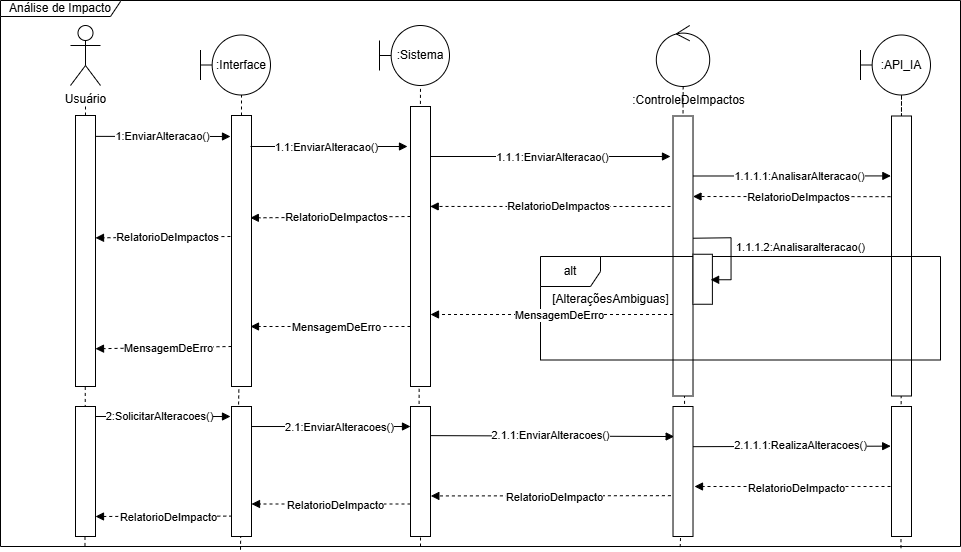 Análise de Impacto
Usuário
:Interface
:Sistema
:ControleDeImpactos
:API_IA
1:EnviarAlteracao()
1.1:EnviarAlteracao()
1.1.1:EnviarAlteracao()
1.1.1.1:AnalisarAlteracao()
RelatorioDeImpactos
RelatorioDeImpactos
RelatorioDeImpactos
RelatorioDeImpactos
1.1.1.2:Analisaralteracao()
alt
[AlteraçõesAmbiguas]
MensagemDeErro
MensagemDeErro
MensagemDeErro
2:SolicitarAlteracoes()
2.1:EnviarAlteracoes()
2.1.1:EnviarAlteracoes()
2.1.1.1:RealizaAlteracoes()
RelatorioDeImpacto
RelatorioDeImpacto
RelatorioDeImpacto
RelatorioDeImpacto